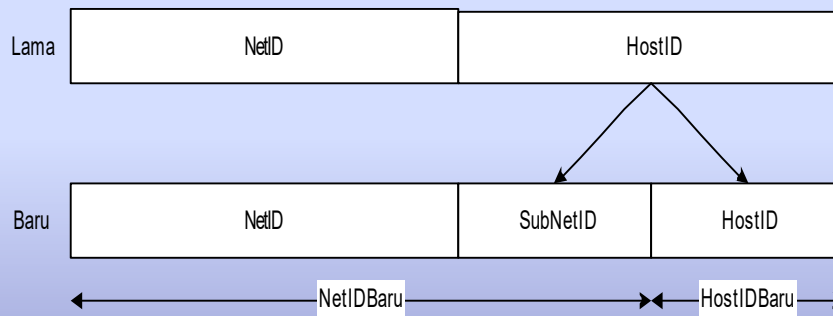 Lama NetID HostID
Baru NetID SubNetID HostID
NetIDBaru HostIDBaru